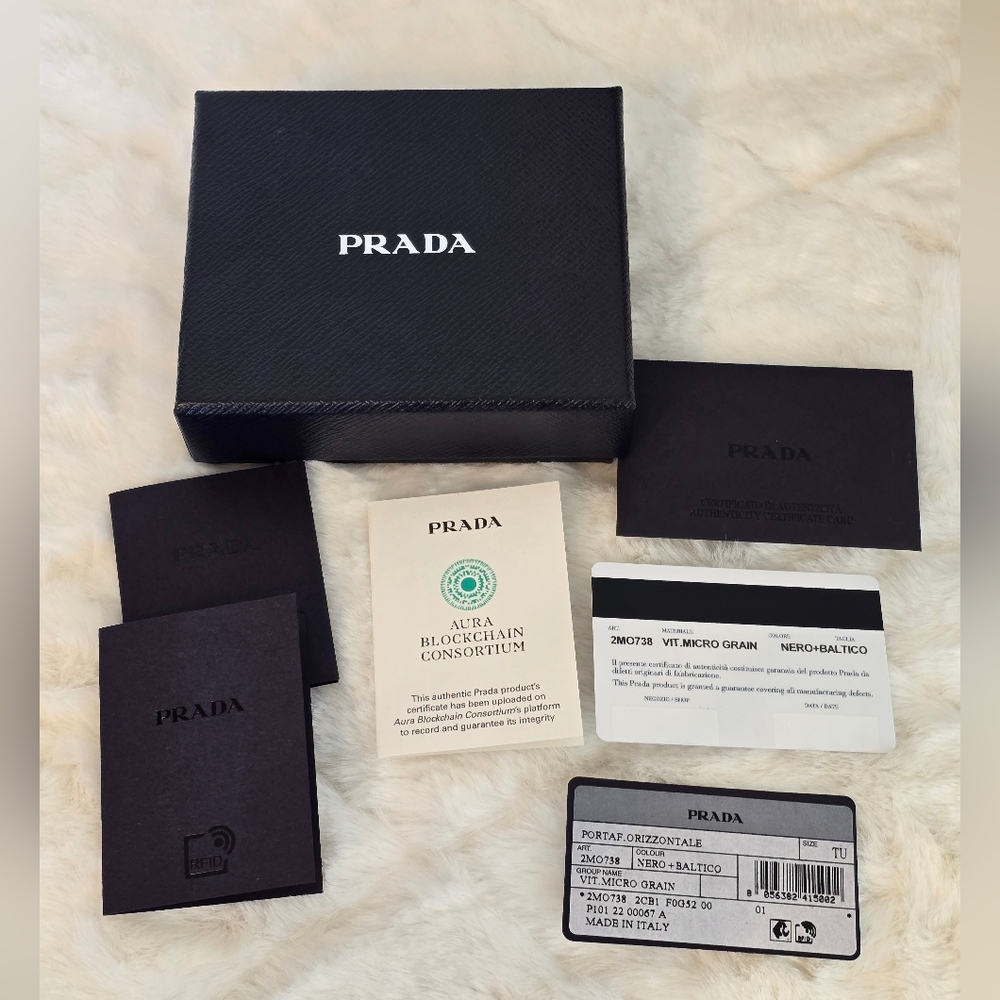 PRADA
PRADA
CERTIFICATO DI AUTENTICITÀ
AUTHENTICITY CERTIFICATE CARD
PRADA
PRADA
RFID
PRADA
AURA
BLOCKCHAIN
CONSORTIUM
This authentic Prada product's
certificate has been uploaded on
Aura Blockchain Consortium's platform
to record and guarantee its integrity
ART. MATERIALE COLORE TAGLIA
2MO738 VIT.MICRO GRAIN NERO+BALTICO
Il presente certificato di autenticità costituisce garanzia del prodotto Prada da
difetti originari di fabbricazione.
This Prada product is granted a guarantee covering all manufacturing defects.
NEGOZIO / SHOP DATA / DATE
PRADA
PORTAF.ORIZZONTALE SIZE TU
ART. COLOUR
2MO738 NERO+BALTICO
GROUP NAME
VIT.MICRO GRAIN
8 056382 415002
*2MO738 2CB1 F0G52 00 01
P101 22 00067 A
MADE IN ITALY
RFID